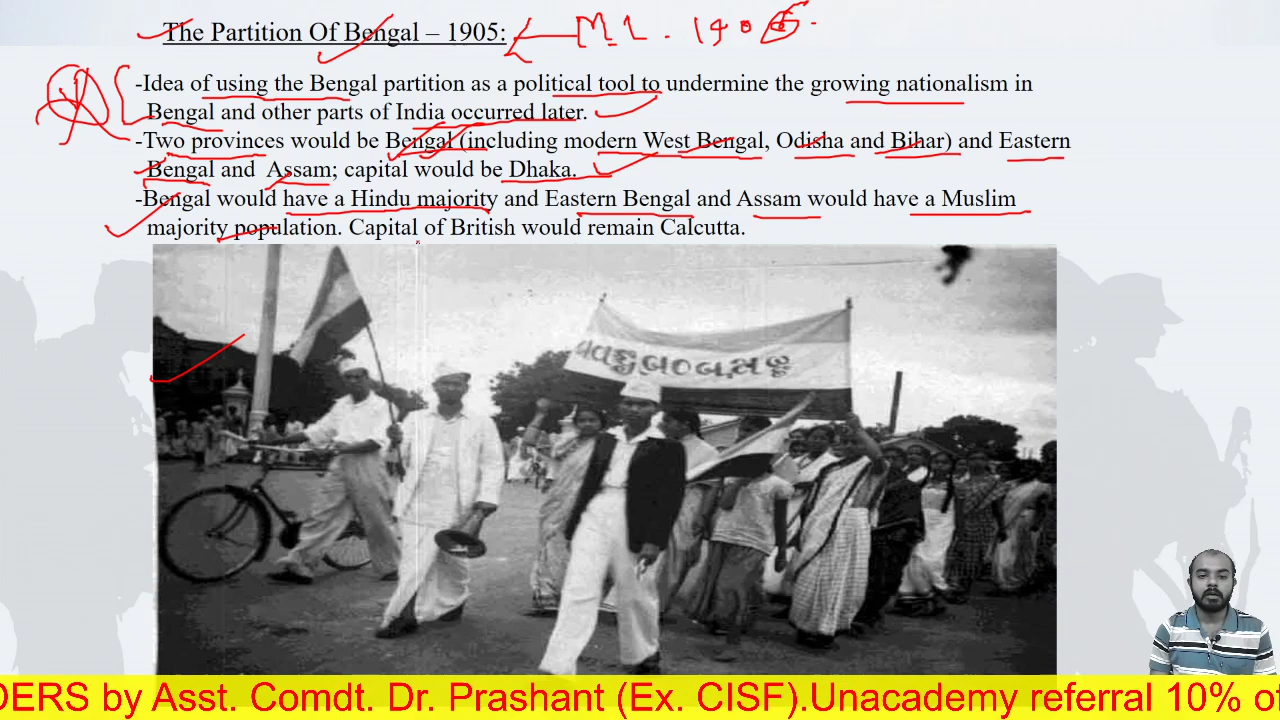 The Partition Of Bengal – 1905:
M.L. 1906.
-Idea of using the Bengal partition as a political tool to undermine the growing nationalism in
Bengal and other parts of India occurred later.
-Two provinces would be Bengal (including modern West Bengal, Odisha and Bihar) and Eastern
Bengal and Assam; capital would be Dhaka.
-Bengal would have a Hindu majority and Eastern Bengal and Assam would have a Muslim
majority population. Capital of British would remain Calcutta.
DERS by Asst. Comdt. Dr. Prashant (Ex. CISF).Unacademy referral 10% of